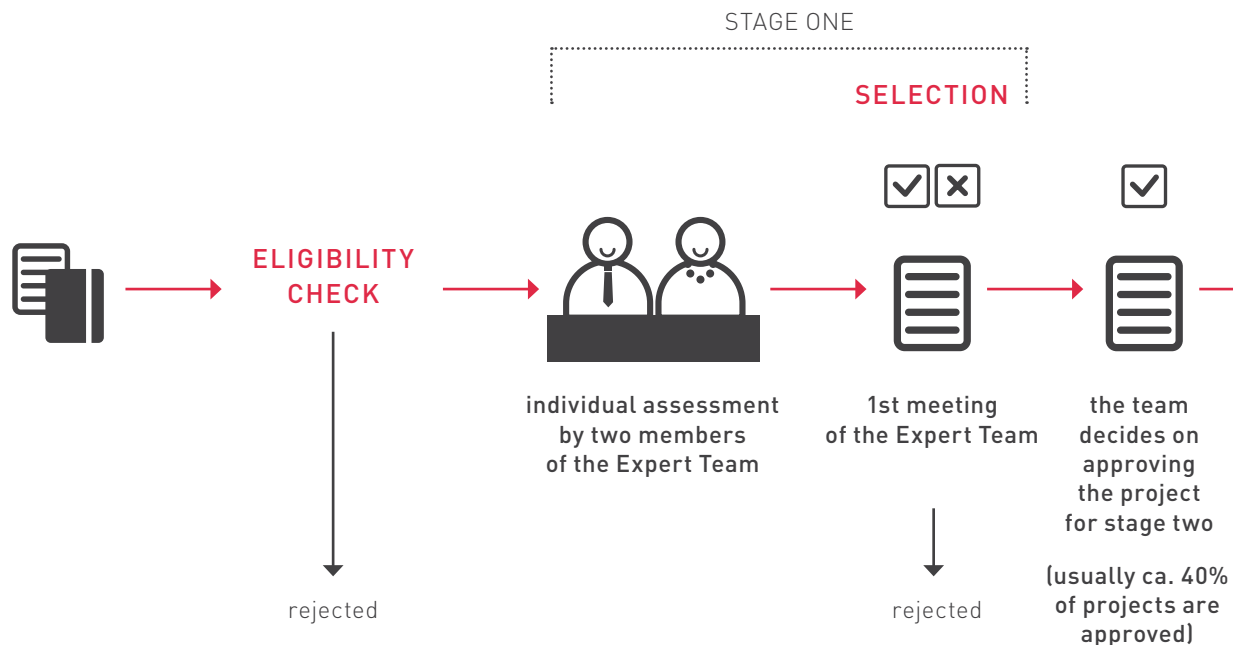 STAGE ONE
SELECTION
ELIGIBILITY
CHECK
individual assessment
by two members
of the Expert Team
1st meeting
of the Expert Team
the team
decides on
approving
the project
for stage two
(usually ca. 40%
of projects are
approved)
rejected
rejected